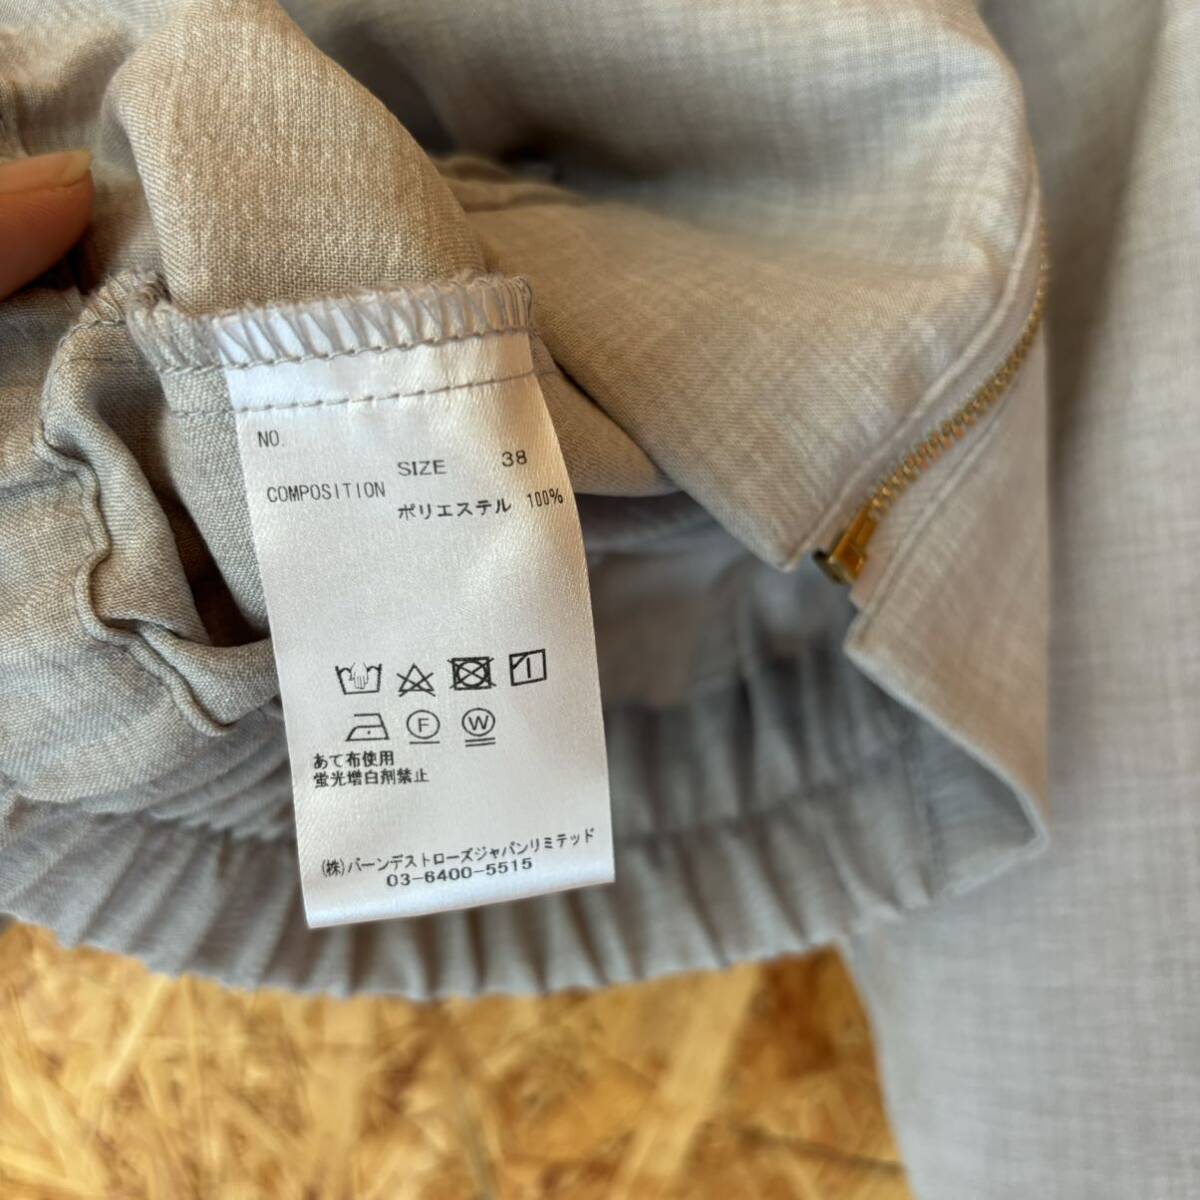 NO.
SIZE 38
COMPOSITION
ポリエステル 100%
F W
あて布使用
蛍光増白剤禁止
(株)バーンデストローズジャパンリミテッド
03-6400-5515